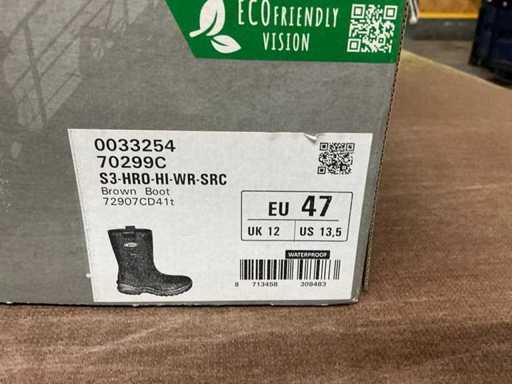 ECOFRIENDLY
VISION
0033254
70299C
S3-HRO-HI-WR-SRC
Brown Boot
72907CD41t
EU 47
UK 12 US 13,5
WATERPROOF
8 713458 309483